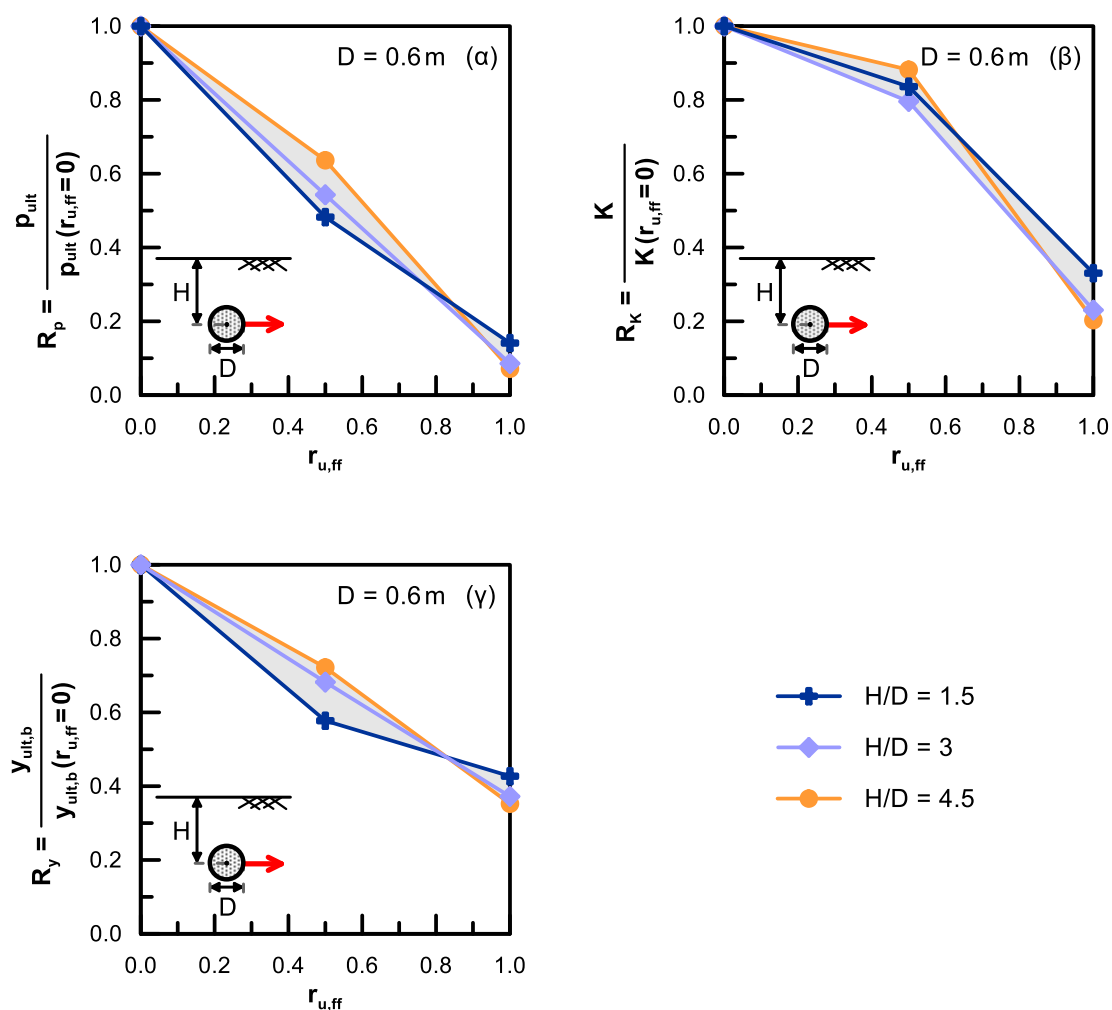 D = 0.6m (α)
R_p = p_ult / p_ult(r_u,ff=0)
1.0
0.8
0.6
0.4
0.2
0.0
H
D
0.0 0.2 0.4 0.6 0.8 1.0
r_u,ff
D = 0.6m (β)
R_K = K / K(r_u,ff=0)
1.0
0.8
0.6
0.4
0.2
0.0
H
D
0.0 0.2 0.4 0.6 0.8 1.0
r_u,ff
D = 0.6m (γ)
R_y = y_ult,b / y_ult,b(r_u,ff=0)
1.0
0.8
0.6
0.4
0.2
0.0
H
D
0.0 0.2 0.4 0.6 0.8 1.0
r_u,ff
H/D = 1.5
H/D = 3
H/D = 4.5